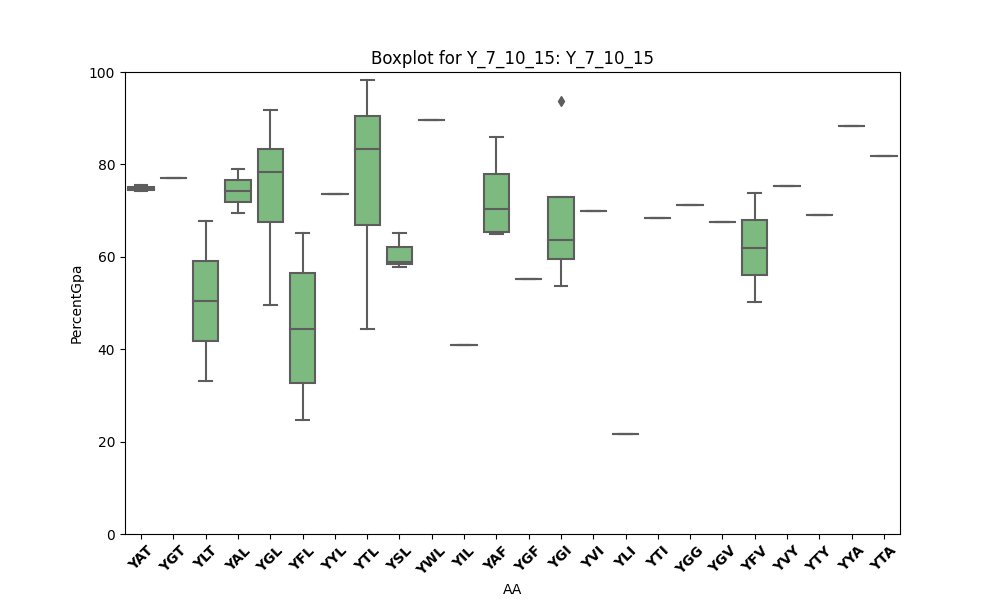 Boxplot for Y_7_10_15: Y_7_10_15
100
80
60
40
20
0
PercentGpa
YAT YGT YLT YAL YGL YFL YYL YTL YSL YWL YIL YAF YGF YGI YVI YLI YTI YGG YGV YFV YVY YTY YYA YTA
AA